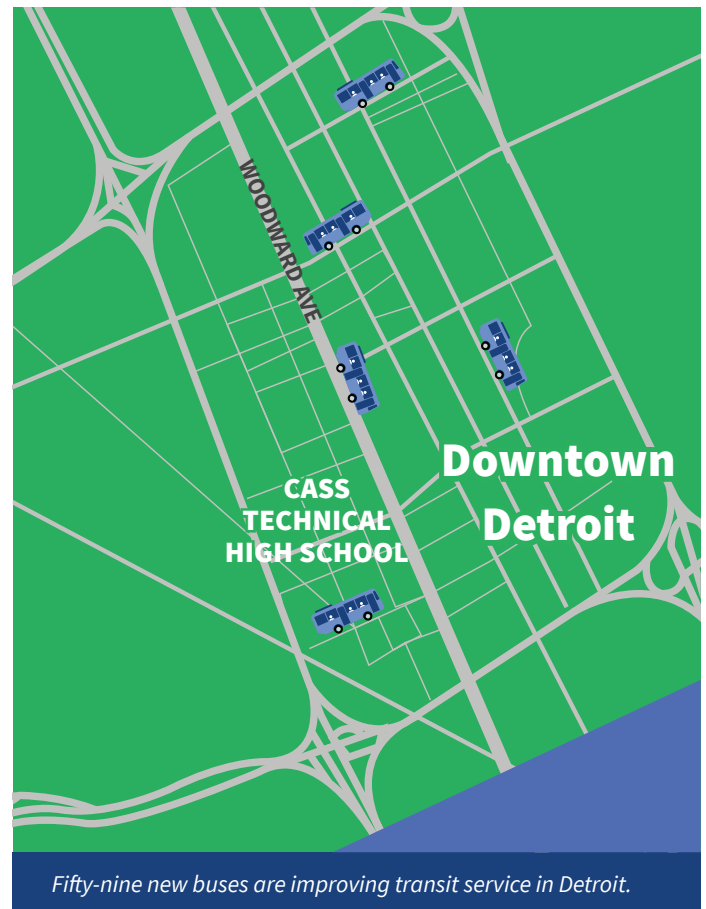 WOODWARD AVE
Downtown
Detroit
CASS
TECHNICAL
HIGH SCHOOL
Fifty-nine new buses are improving transit service in Detroit.